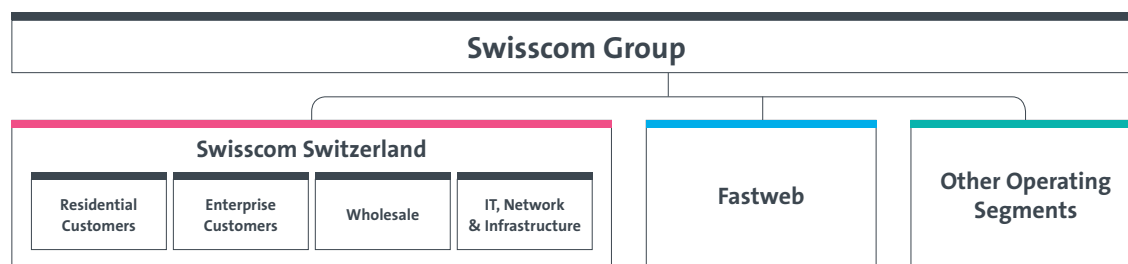 Swisscom Group
Swisscom Switzerland
Residential
Customers
Enterprise
Customers
Wholesale
IT, Network
& Infrastructure
Fastweb
Other Operating
Segments